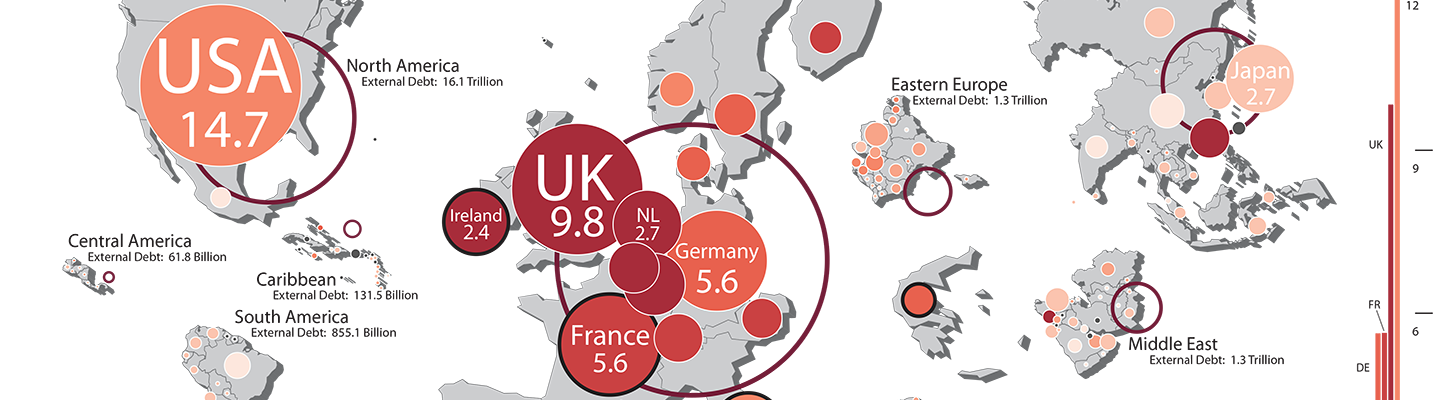 USA
14.7
North America
External Debt: 16.1 Trillion
Central America
External Debt: 61.8 Billion
Caribbean
External Debt: 131.5 Billion
South America
External Debt: 855.1 Billion
UK
9.8
Ireland
2.4
NL
2.7
Germany
5.6
France
5.6
Eastern Europe
External Debt: 1.3 Trillion
Japan
2.7
Middle East
External Debt: 1.3 Trillion
12
UK
9
FR
6
DE